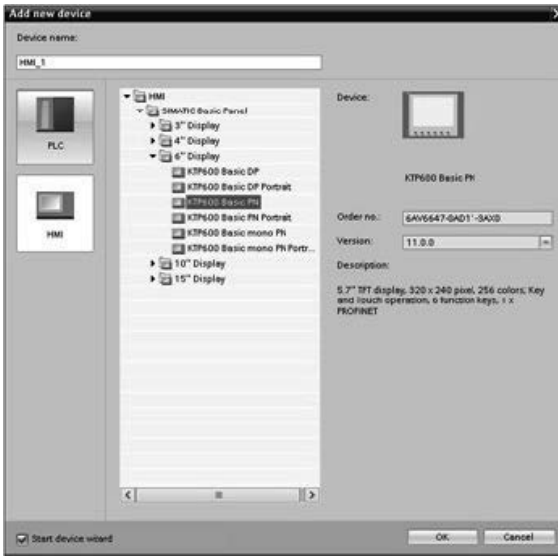 Add new device
Device name:
HMI_1
PLC
HMI
HMI
SIMATIC Basic Panel
3" Display
4" Display
6" Display
KTP600 Basic DP
KTP600 Basic DP Portrait
KTP600 Basic PN
KTP600 Basic PN Portrait
KTP600 Basic mono PN
KTP600 Basic mono PN Portr...
10" Display
15" Display
Device:
KTP600 Basic PN
Order no.:
Version:
11.0.0
Description:
5.7" TFT display, 320 x 240 pixel, 256 colors; Key
and Touch operation, 6 function keys, 1 x
PROFINET
Start device wizard
OK
Cancel